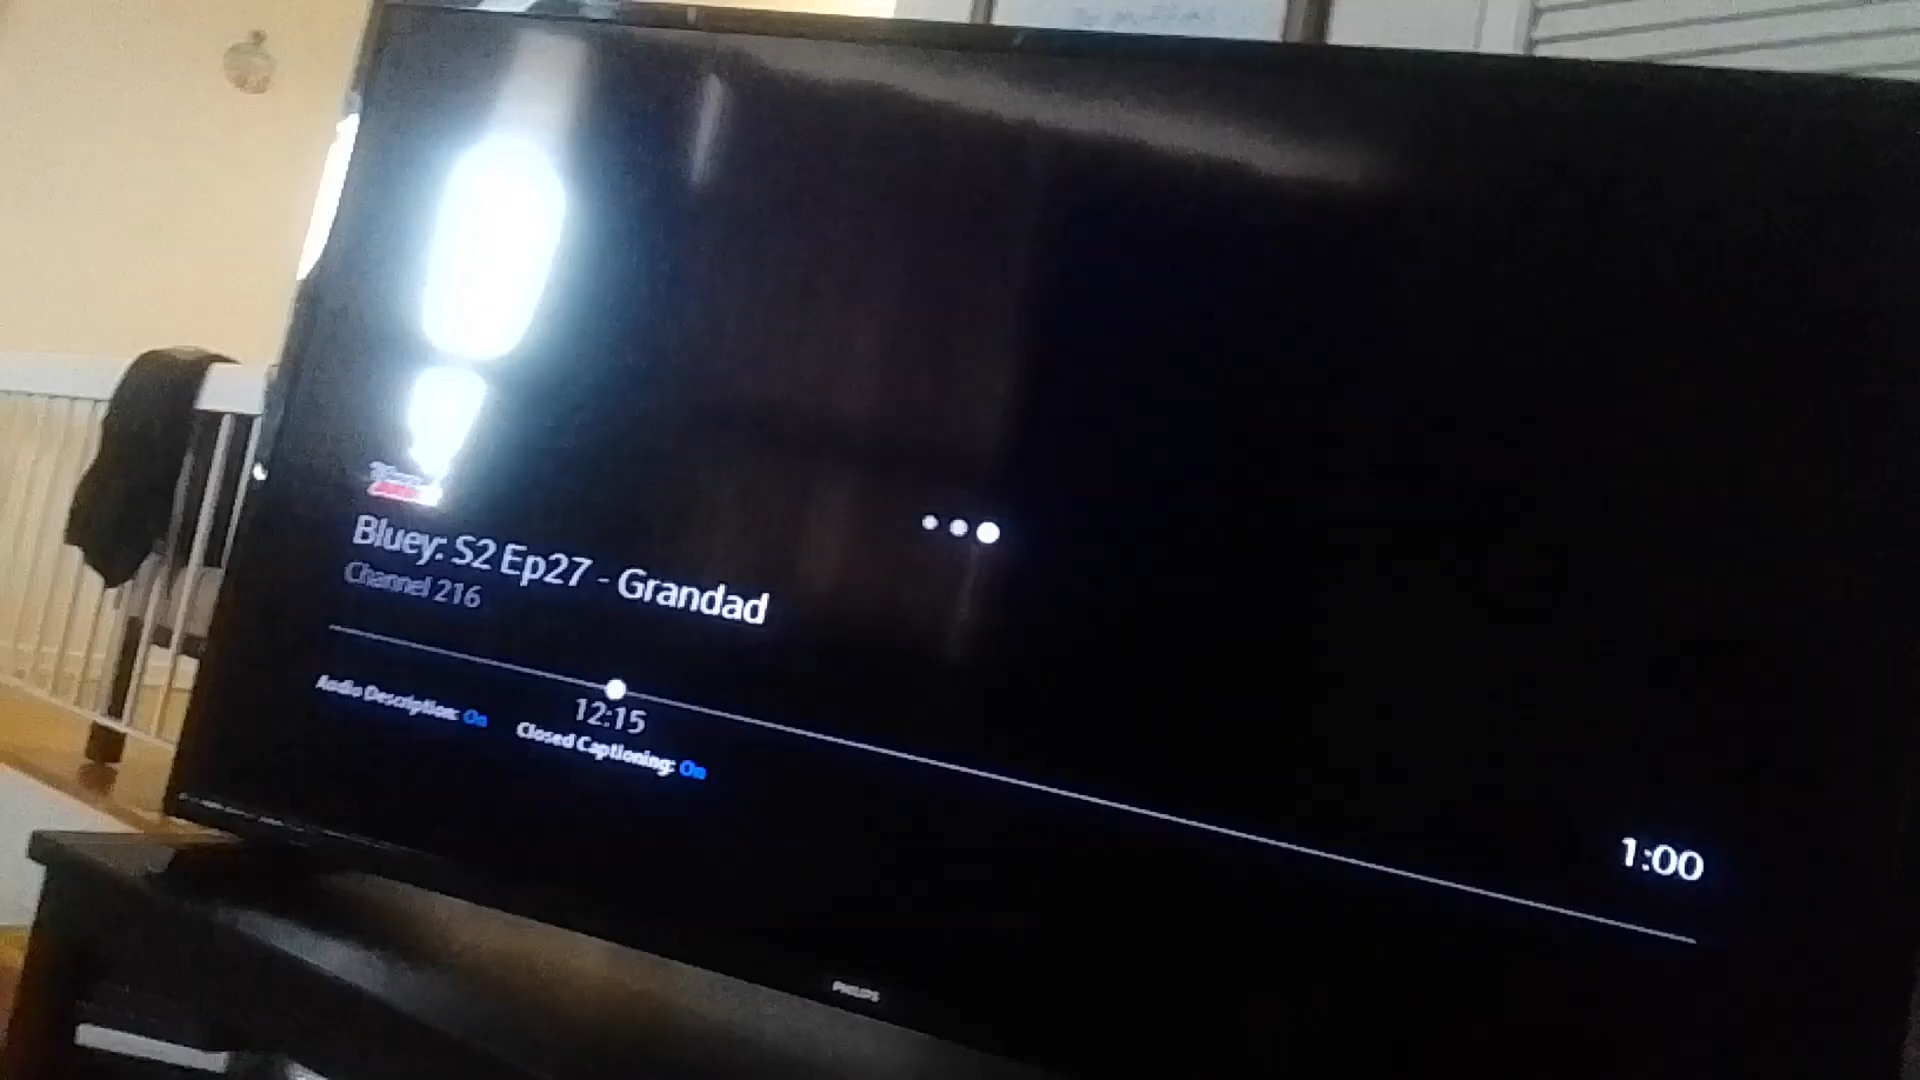 Bluey: S2 Ep27 - Grandad
Channel 216
12:15
1:00
Audio Description: On
Closed Captioning: On
PHILIPS